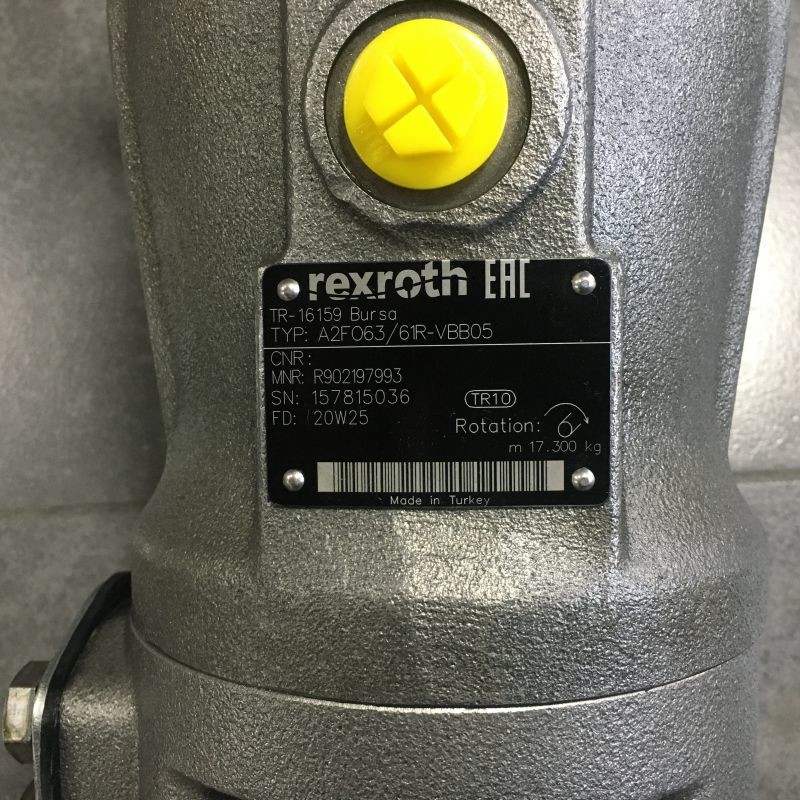 rexroth EAC
TR-16159 Bursa
TYP: A2FO63/61R-VBB05
CNR:
MNR: R902197993
SN: 157815036 TR10
FD: 20W25 Rotation:
m 17.300 kg
Made in Turkey